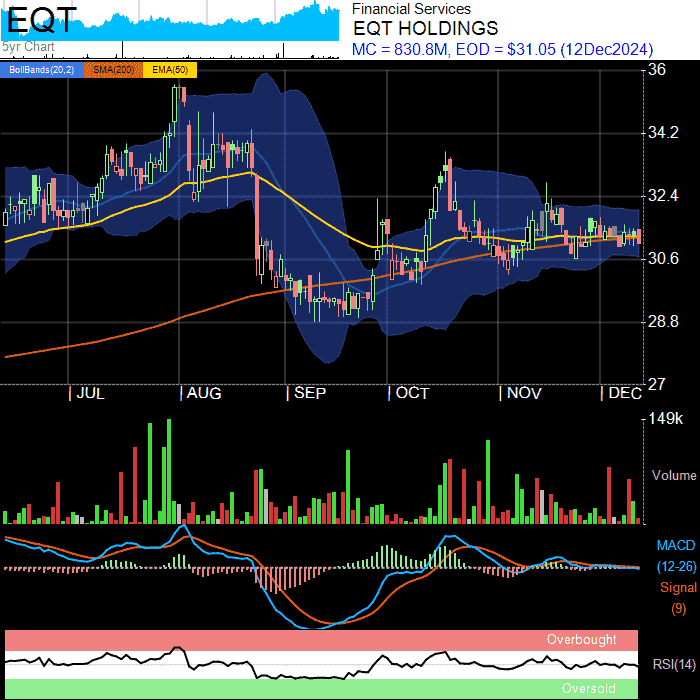 EQT
5yr Chart
Financial Services
EQT HOLDINGS
MC = 830.8M, EOD = $31.05 (12Dec2024)
BollBands(20,2) SMA(200) EMA(50)
36
34.2
32.4
30.6
28.8
27
| JUL | AUG | SEP | OCT | NOV | DEC
149k
Volume
MACD
(12-26)
Signal
(9)
Overbought
RSI(14)
Oversold